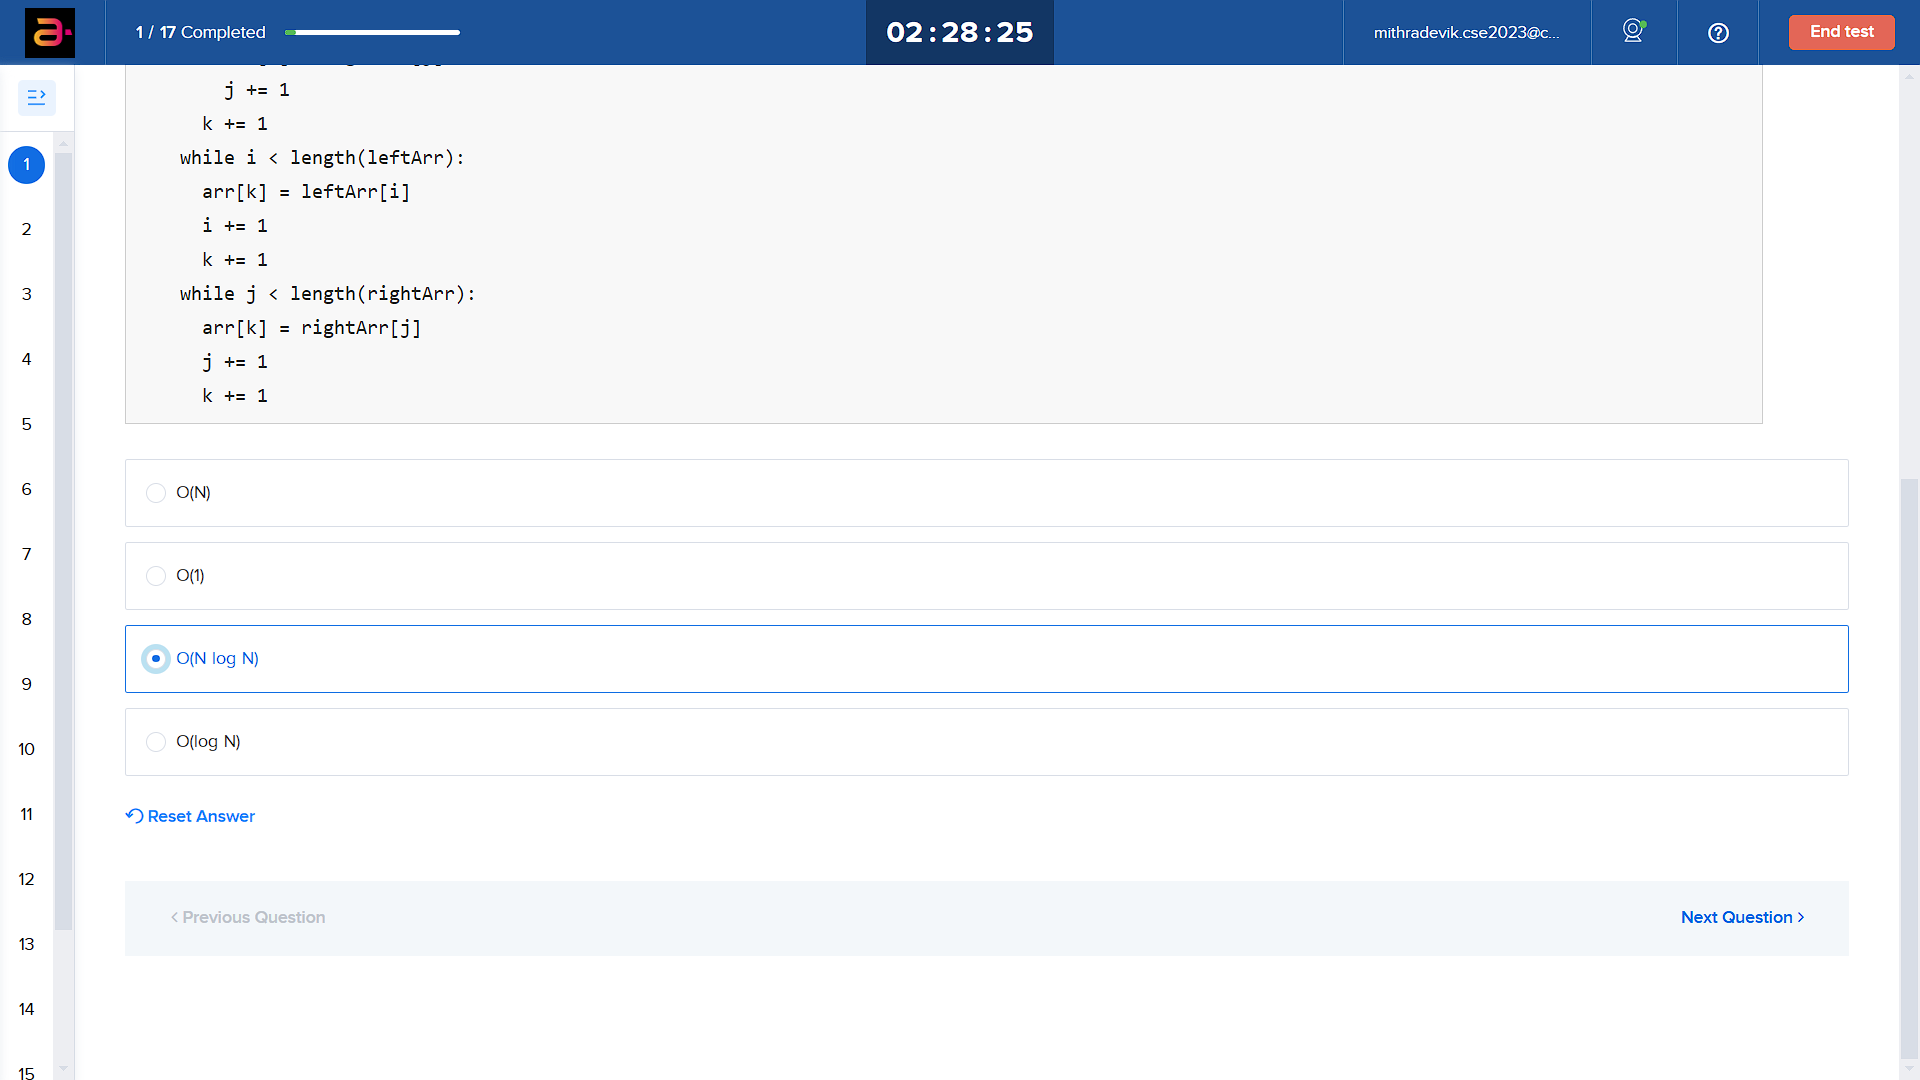 a.
1 / 17 Completed
02 : 28 : 25
mithradevik.cse2023@c...
End test
j += 1
k += 1
while i < length(leftArr):
arr[k] = leftArr[i]
i += 1
k += 1
while j < length(rightArr):
arr[k] = rightArr[j]
j += 1
k += 1
O(N)
O(1)
O(N log N)
O(log N)
Reset Answer
Previous Question
Next Question
1
2
3
4
5
6
7
8
9
10
11
12
13
14
15